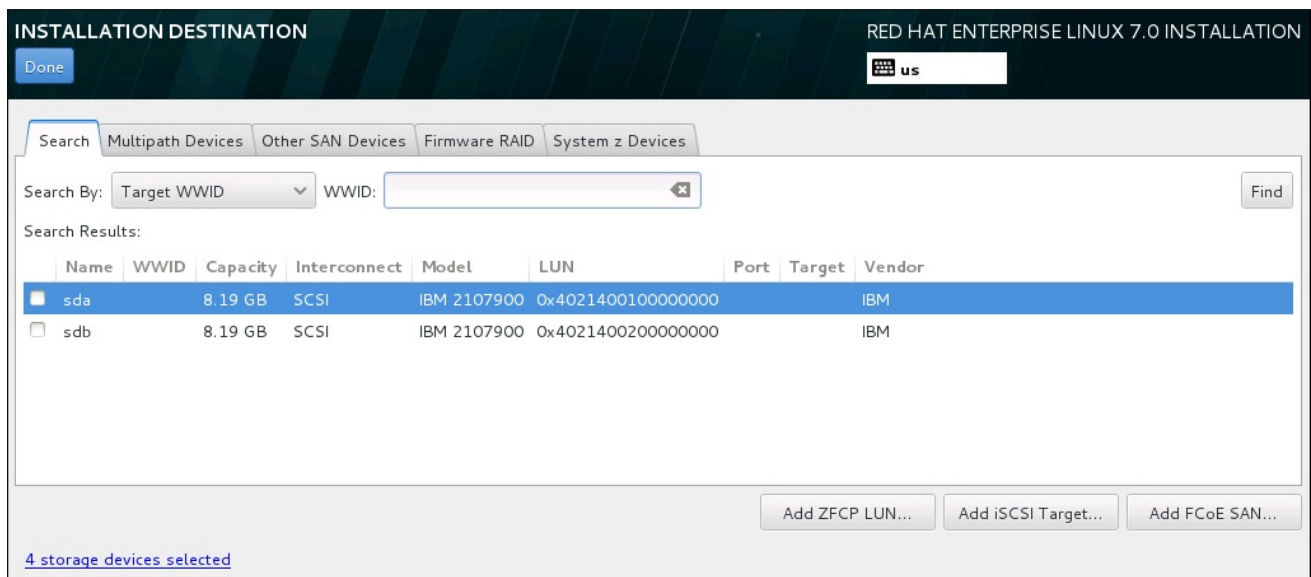 INSTALLATION DESTINATION
RED HAT ENTERPRISE LINUX 7.0 INSTALLATION
Done
us
Search Multipath Devices Other SAN Devices Firmware RAID System z Devices
Search By: Target WWID WWID: Find
Search Results:
Name WWID Capacity Interconnect Model LUN Port Target Vendor
sda 8.19 GB SCSI IBM 2107900 0x4021400100000000 IBM
sdb 8.19 GB SCSI IBM 2107900 0x4021400200000000 IBM
Add ZFCP LUN... Add iSCSI Target... Add FCoE SAN...
4 storage devices selected